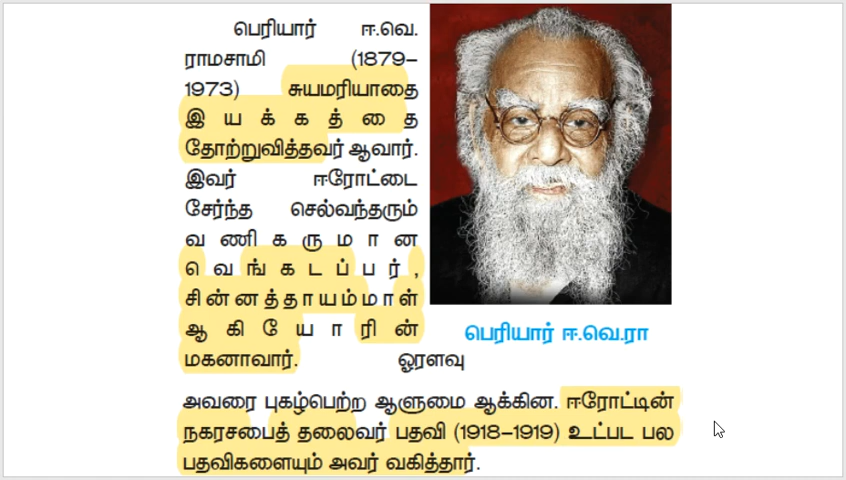 பெரியார் ஈ.வெ.
ராமசாமி (1879–
1973) சுயமரியாதை
இயக்கத்தை
தோற்றுவித்தவர் ஆவார்.
இவர் ஈரோட்டை
சேர்ந்த செல்வந்தரும்
வணிகருமான
வெங்கடப்பர்,
சின்னத்தாயம்மாள்
ஆகியோரின்
மகனாவார். ஓரளவு
பெரியார் ஈ.வெ.ரா
அவரை புகழ்பெற்ற ஆளுமை ஆக்கின. ஈரோட்டின்
நகரசபைத் தலைவர் பதவி (1918–1919) உட்பட பல
பதவிகளையும் அவர் வகித்தார்.